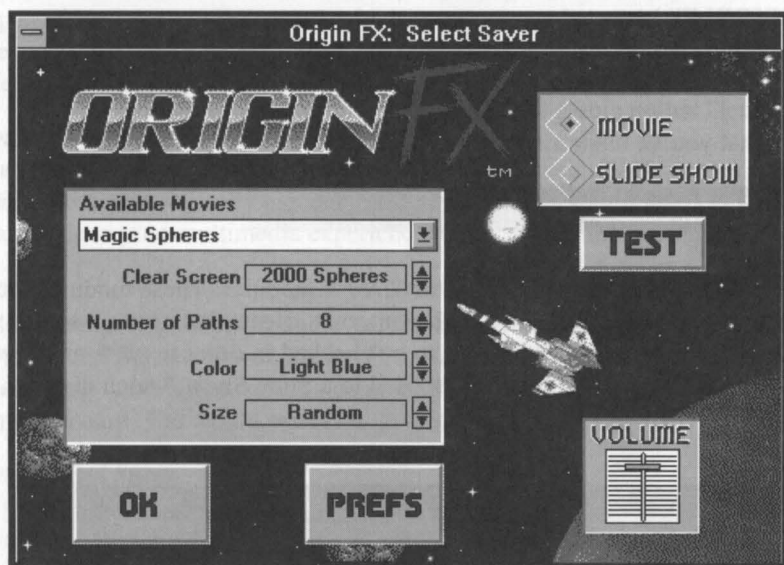 Origin FX: Select Saver
ORIGIN FX
tm
MOVIE
SLIDE SHOW
TEST
Available Movies
Magic Spheres
Clear Screen 2000 Spheres
Number of Paths 8
Color Light Blue
Size Random
VOLUME
OK
PREFS